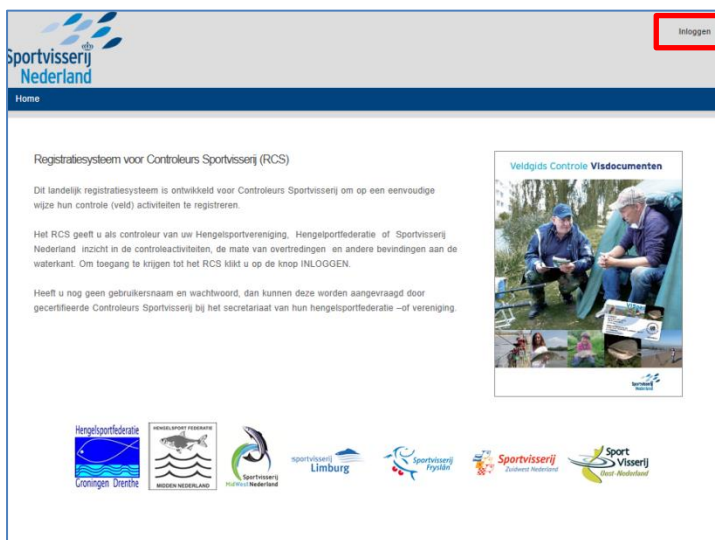 Inloggen
Sportvisserij
Nederland
Home
Registratiesysteem voor Controleurs Sportvisserij (RCS)
Dit landelijk registratiesysteem is ontwikkeld voor Controleurs Sportvisserij om op een eenvoudige
wijze hun controle (veld) activiteiten te registreren.
Het RCS geeft u als controleur van uw Hengelsportvereniging, Hengelportfederatie of Sportvisserij
Nederland inzicht in de controleactiviteiten, de mate van overtredingen en andere bevindingen aan de
waterkant. Om toegang te krijgen tot het RCS klikt u op de knop INLOGGEN.
Heeft u nog geen gebruikersnaam en wachtwoord, dan kunnen deze worden aangevraagd door
gecertifieerde Controleurs Sportvisserij bij het secretariaat van hun hengelsportfederatie –of vereniging.
Veldgids Controle Visdocumenten
Sportvisserij
Nederland
Hengelsportfederatie
Groningen Drenthe
HENGELSPORT FEDERATIE
MIDDEN NEDERLAND
Sportvisserij
MidWest Nederland
sportvisserij
Limburg
Sportvisserij
Fryslân
Sportvisserij
Zuidwest Nederland
Sport
Visserij
Oost-Nederland